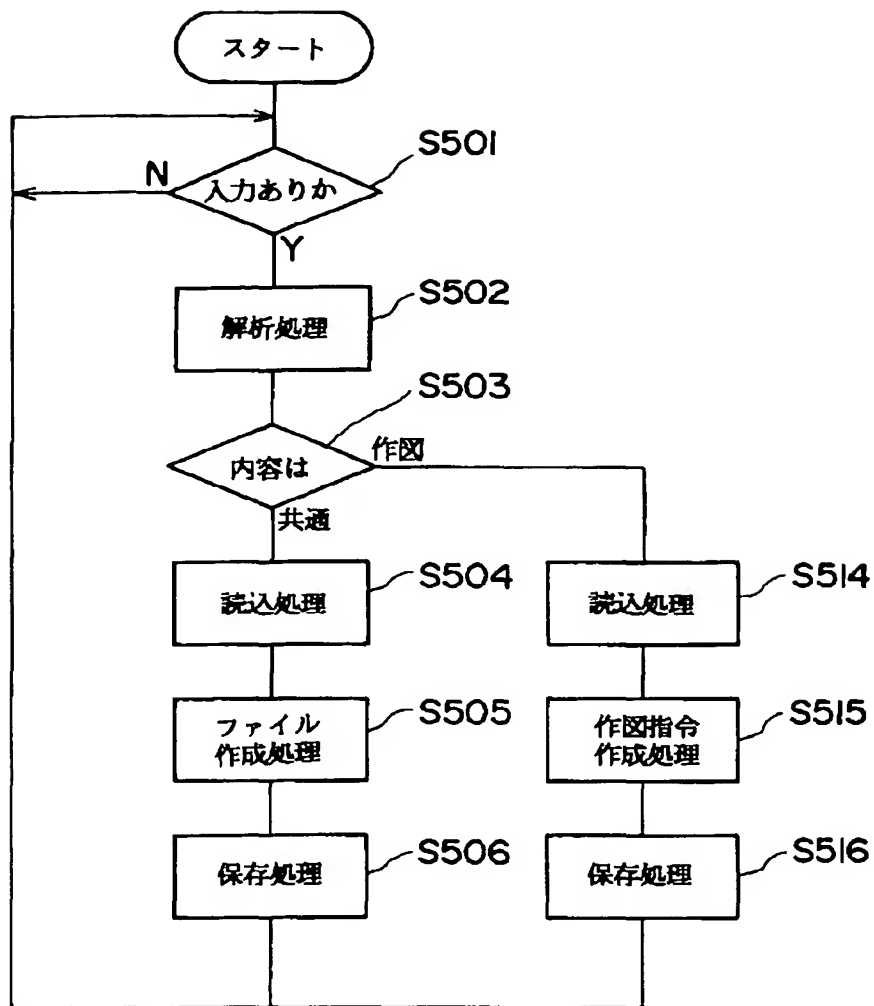 スタート
S501
N
入力ありか
Y
S502
解析処理
S503
内容は
作図
共通
S504
読込処理
S514
読込処理
S505
ファイル
作成処理
S515
作図指令
作成処理
S506
保存処理
S516
保存処理